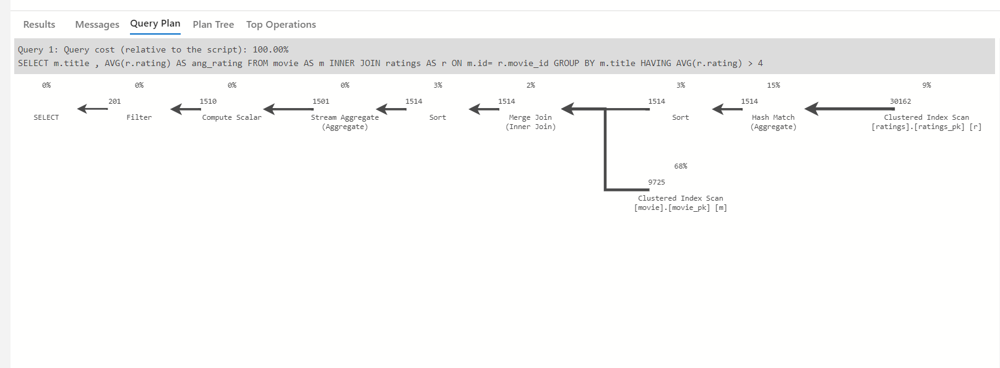 Results Messages Query Plan Plan Tree Top Operations
Query 1: Query cost (relative to the script): 100.00%
SELECT m.title , AVG(r.rating) AS ang_rating FROM movie AS m INNER JOIN ratings AS r ON m.id= r.movie_id GROUP BY m.title HAVING AVG(r.rating) > 4
0% 0% 0% 0% 3% 2% 3% 15% 9%
201 1510 1501 1514 1514 1514 1514 30162
SELECT Filter Compute Scalar Stream Aggregate Sort Merge Join Sort Hash Match Clustered Index Scan
(Aggregate) (Inner Join) (Aggregate) [ratings].[ratings_pk] [r]
68%
9725
Clustered Index Scan
[movie].[movie_pk] [m]